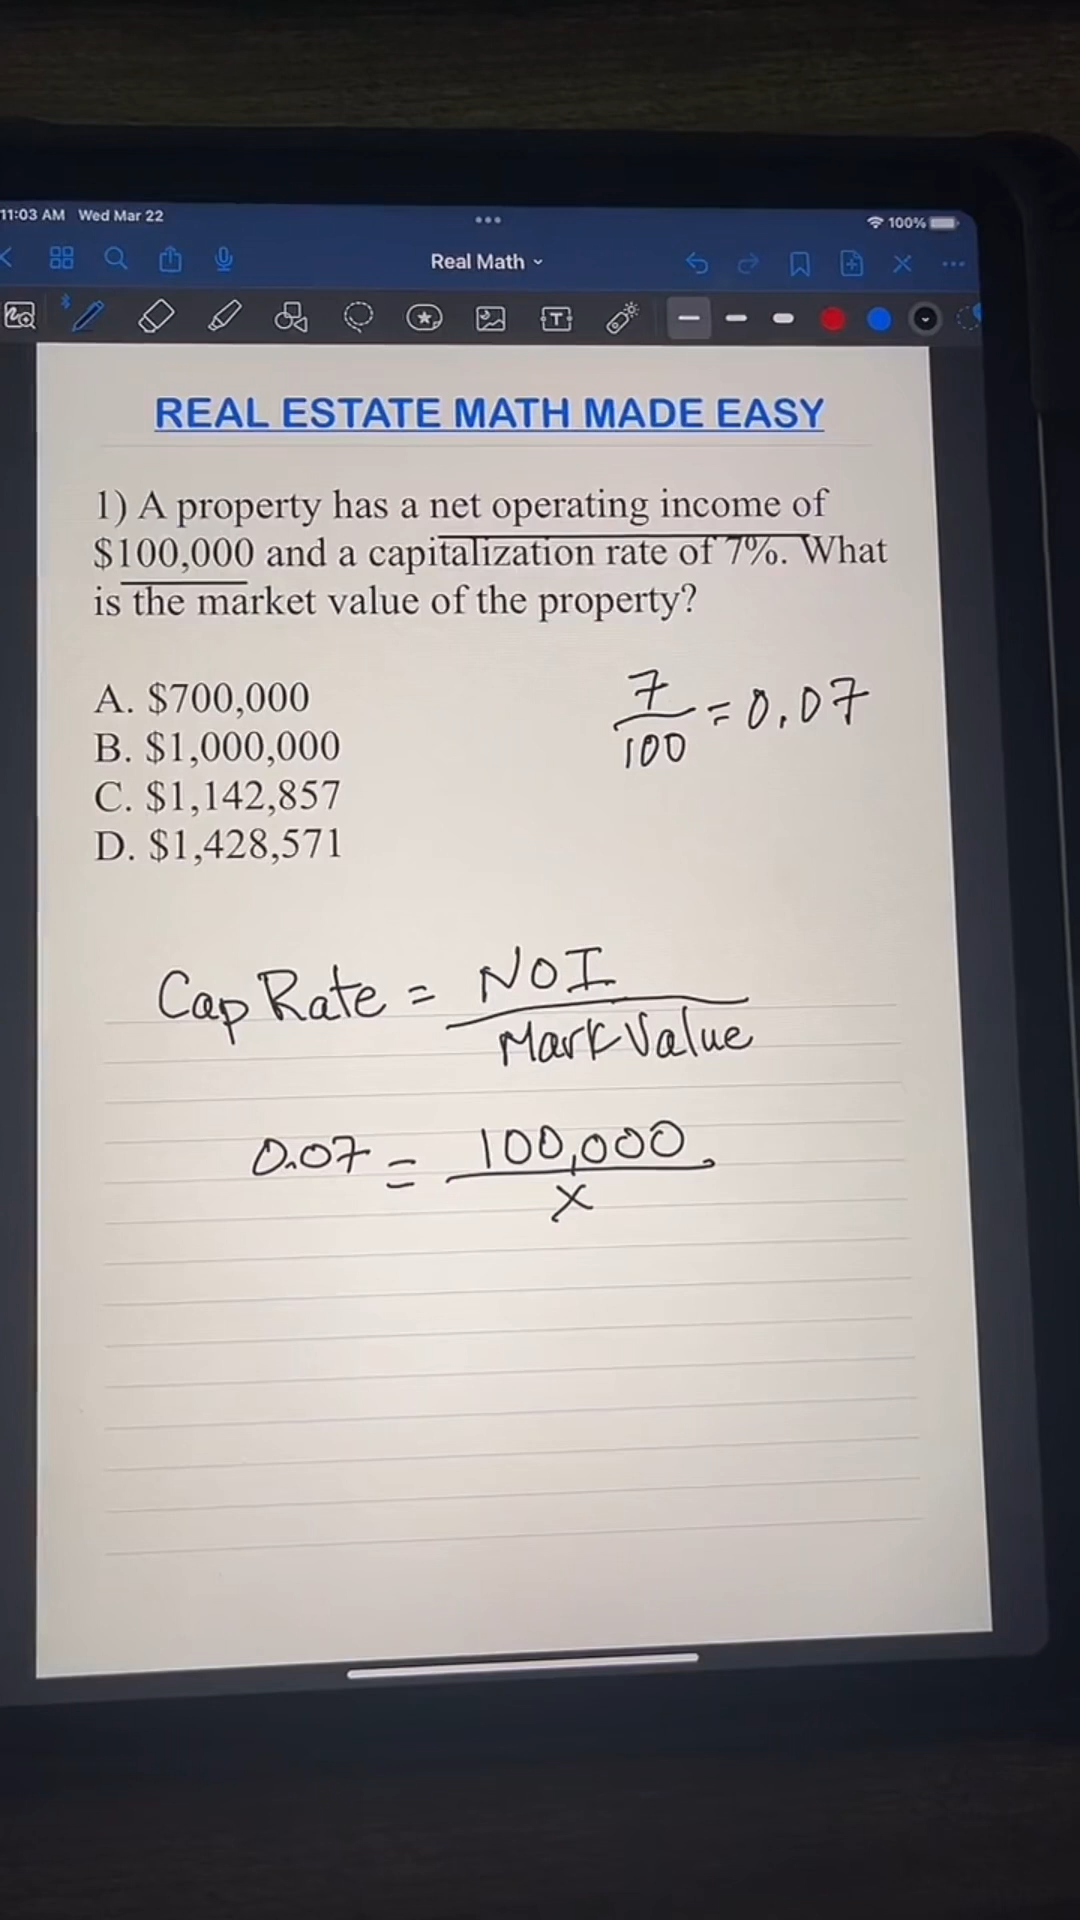 11:03 AM Wed Mar 22
100%
Real Math
REAL ESTATE MATH MADE EASY
1) A property has a net operating income of
$100,000 and a capitalization rate of 7%. What
is the market value of the property?
A. $700,000
B. $1,000,000
C. $1,142,857
D. $1,428,571
7
100
= 0.07
Cap Rate = NOI
Mark Value
0.07 = 100,000
x